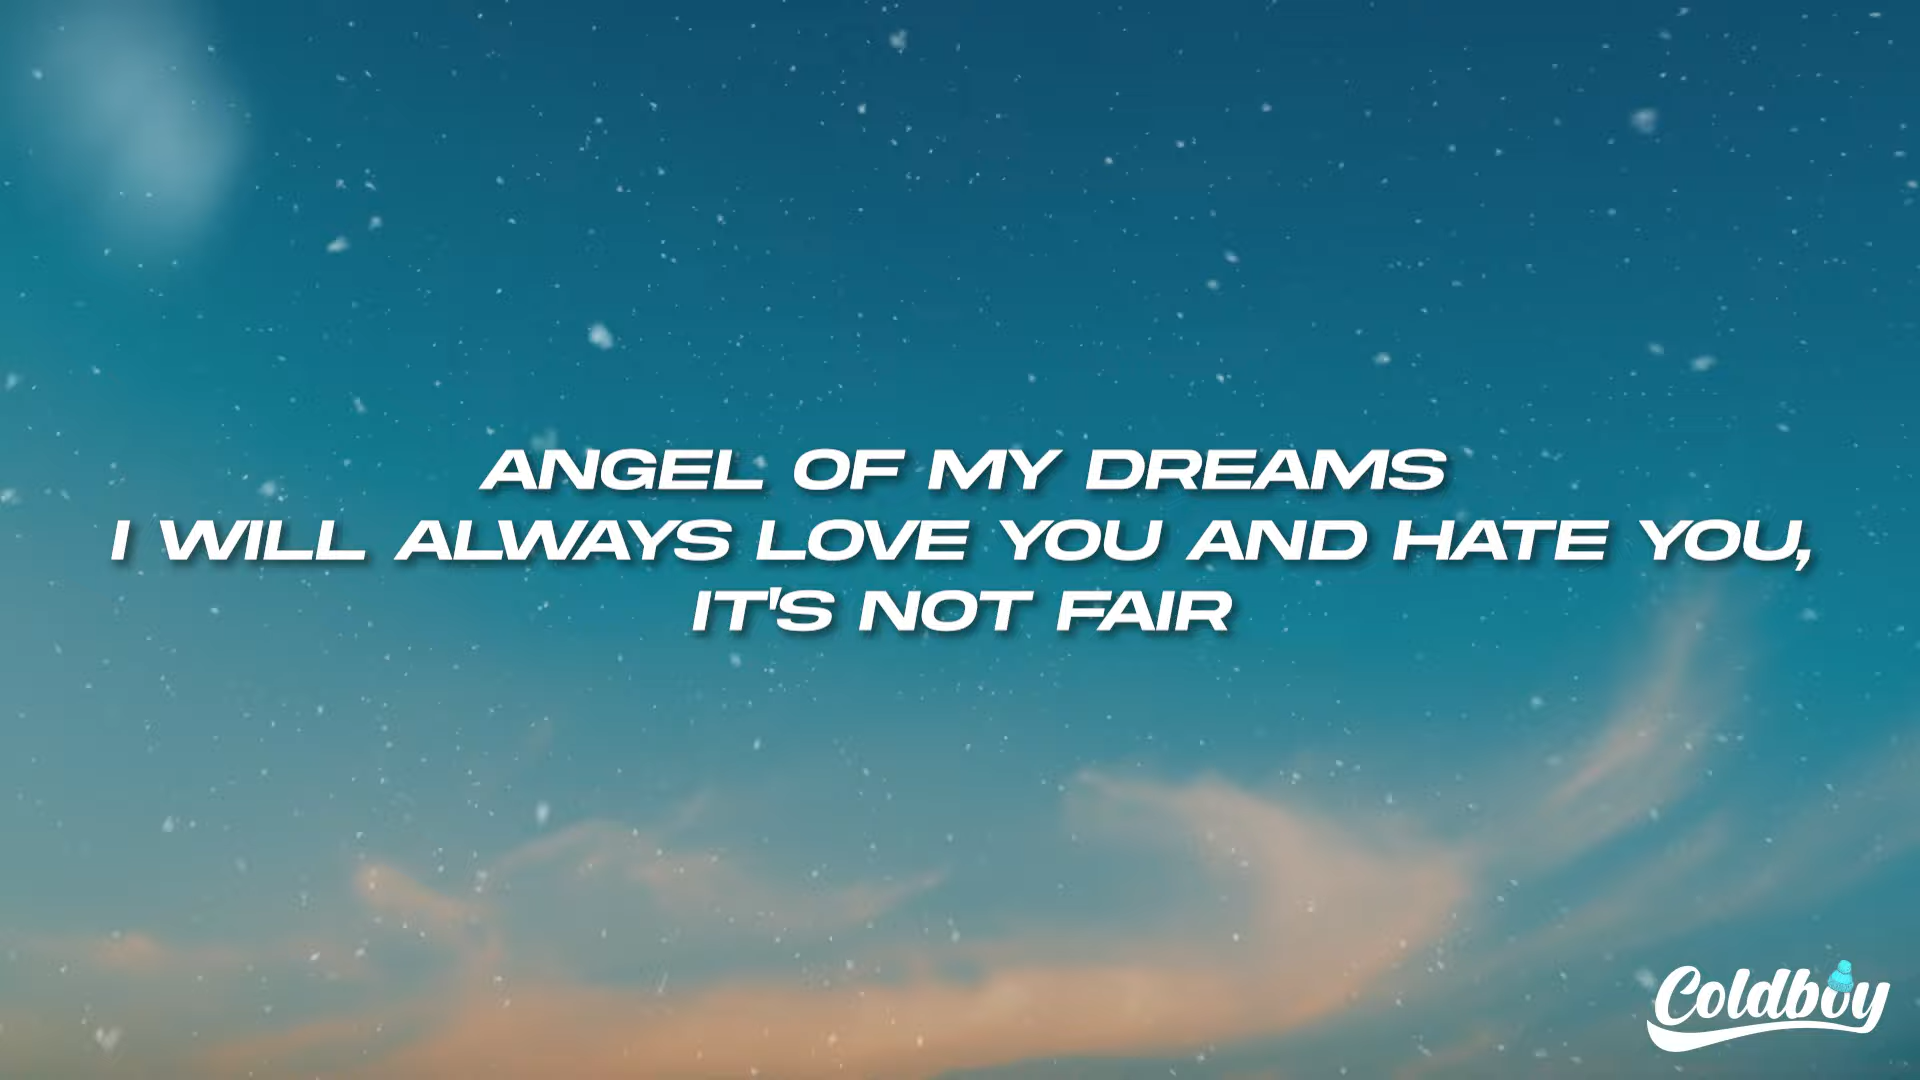 ANGEL OF MY DREAMS
I WILL ALWAYS LOVE YOU AND HATE YOU,
IT'S NOT FAIR
Coldboy